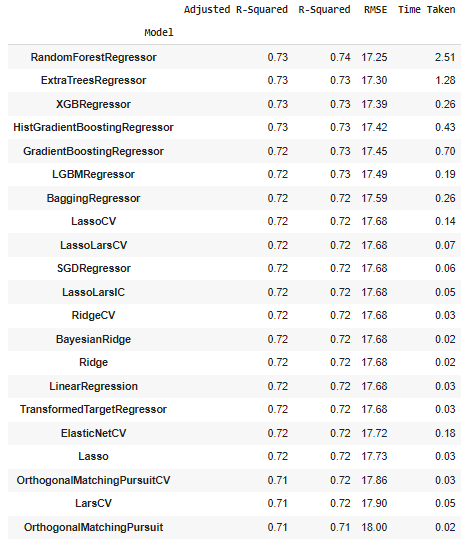 Adjusted R-Squared R-Squared RMSE Time Taken
Model
RandomForestRegressor 0.73 0.74 17.25 2.51
ExtraTreesRegressor 0.73 0.73 17.30 1.28
XGBRegressor 0.73 0.73 17.39 0.26
HistGradientBoostingRegressor 0.73 0.73 17.42 0.43
GradientBoostingRegressor 0.72 0.73 17.45 0.70
LGBMRegressor 0.72 0.73 17.49 0.19
BaggingRegressor 0.72 0.72 17.59 0.26
LassoCV 0.72 0.72 17.68 0.14
LassoLarsCV 0.72 0.72 17.68 0.07
SGDRegressor 0.72 0.72 17.68 0.06
LassoLarsIC 0.72 0.72 17.68 0.05
RidgeCV 0.72 0.72 17.68 0.03
BayesianRidge 0.72 0.72 17.68 0.02
Ridge 0.72 0.72 17.68 0.02
LinearRegression 0.72 0.72 17.68 0.03
TransformedTargetRegressor 0.72 0.72 17.68 0.03
ElasticNetCV 0.72 0.72 17.72 0.18
Lasso 0.72 0.72 17.73 0.03
OrthogonalMatchingPursuitCV 0.71 0.72 17.86 0.03
LarsCV 0.71 0.72 17.90 0.05
OrthogonalMatchingPursuit 0.71 0.71 18.00 0.02